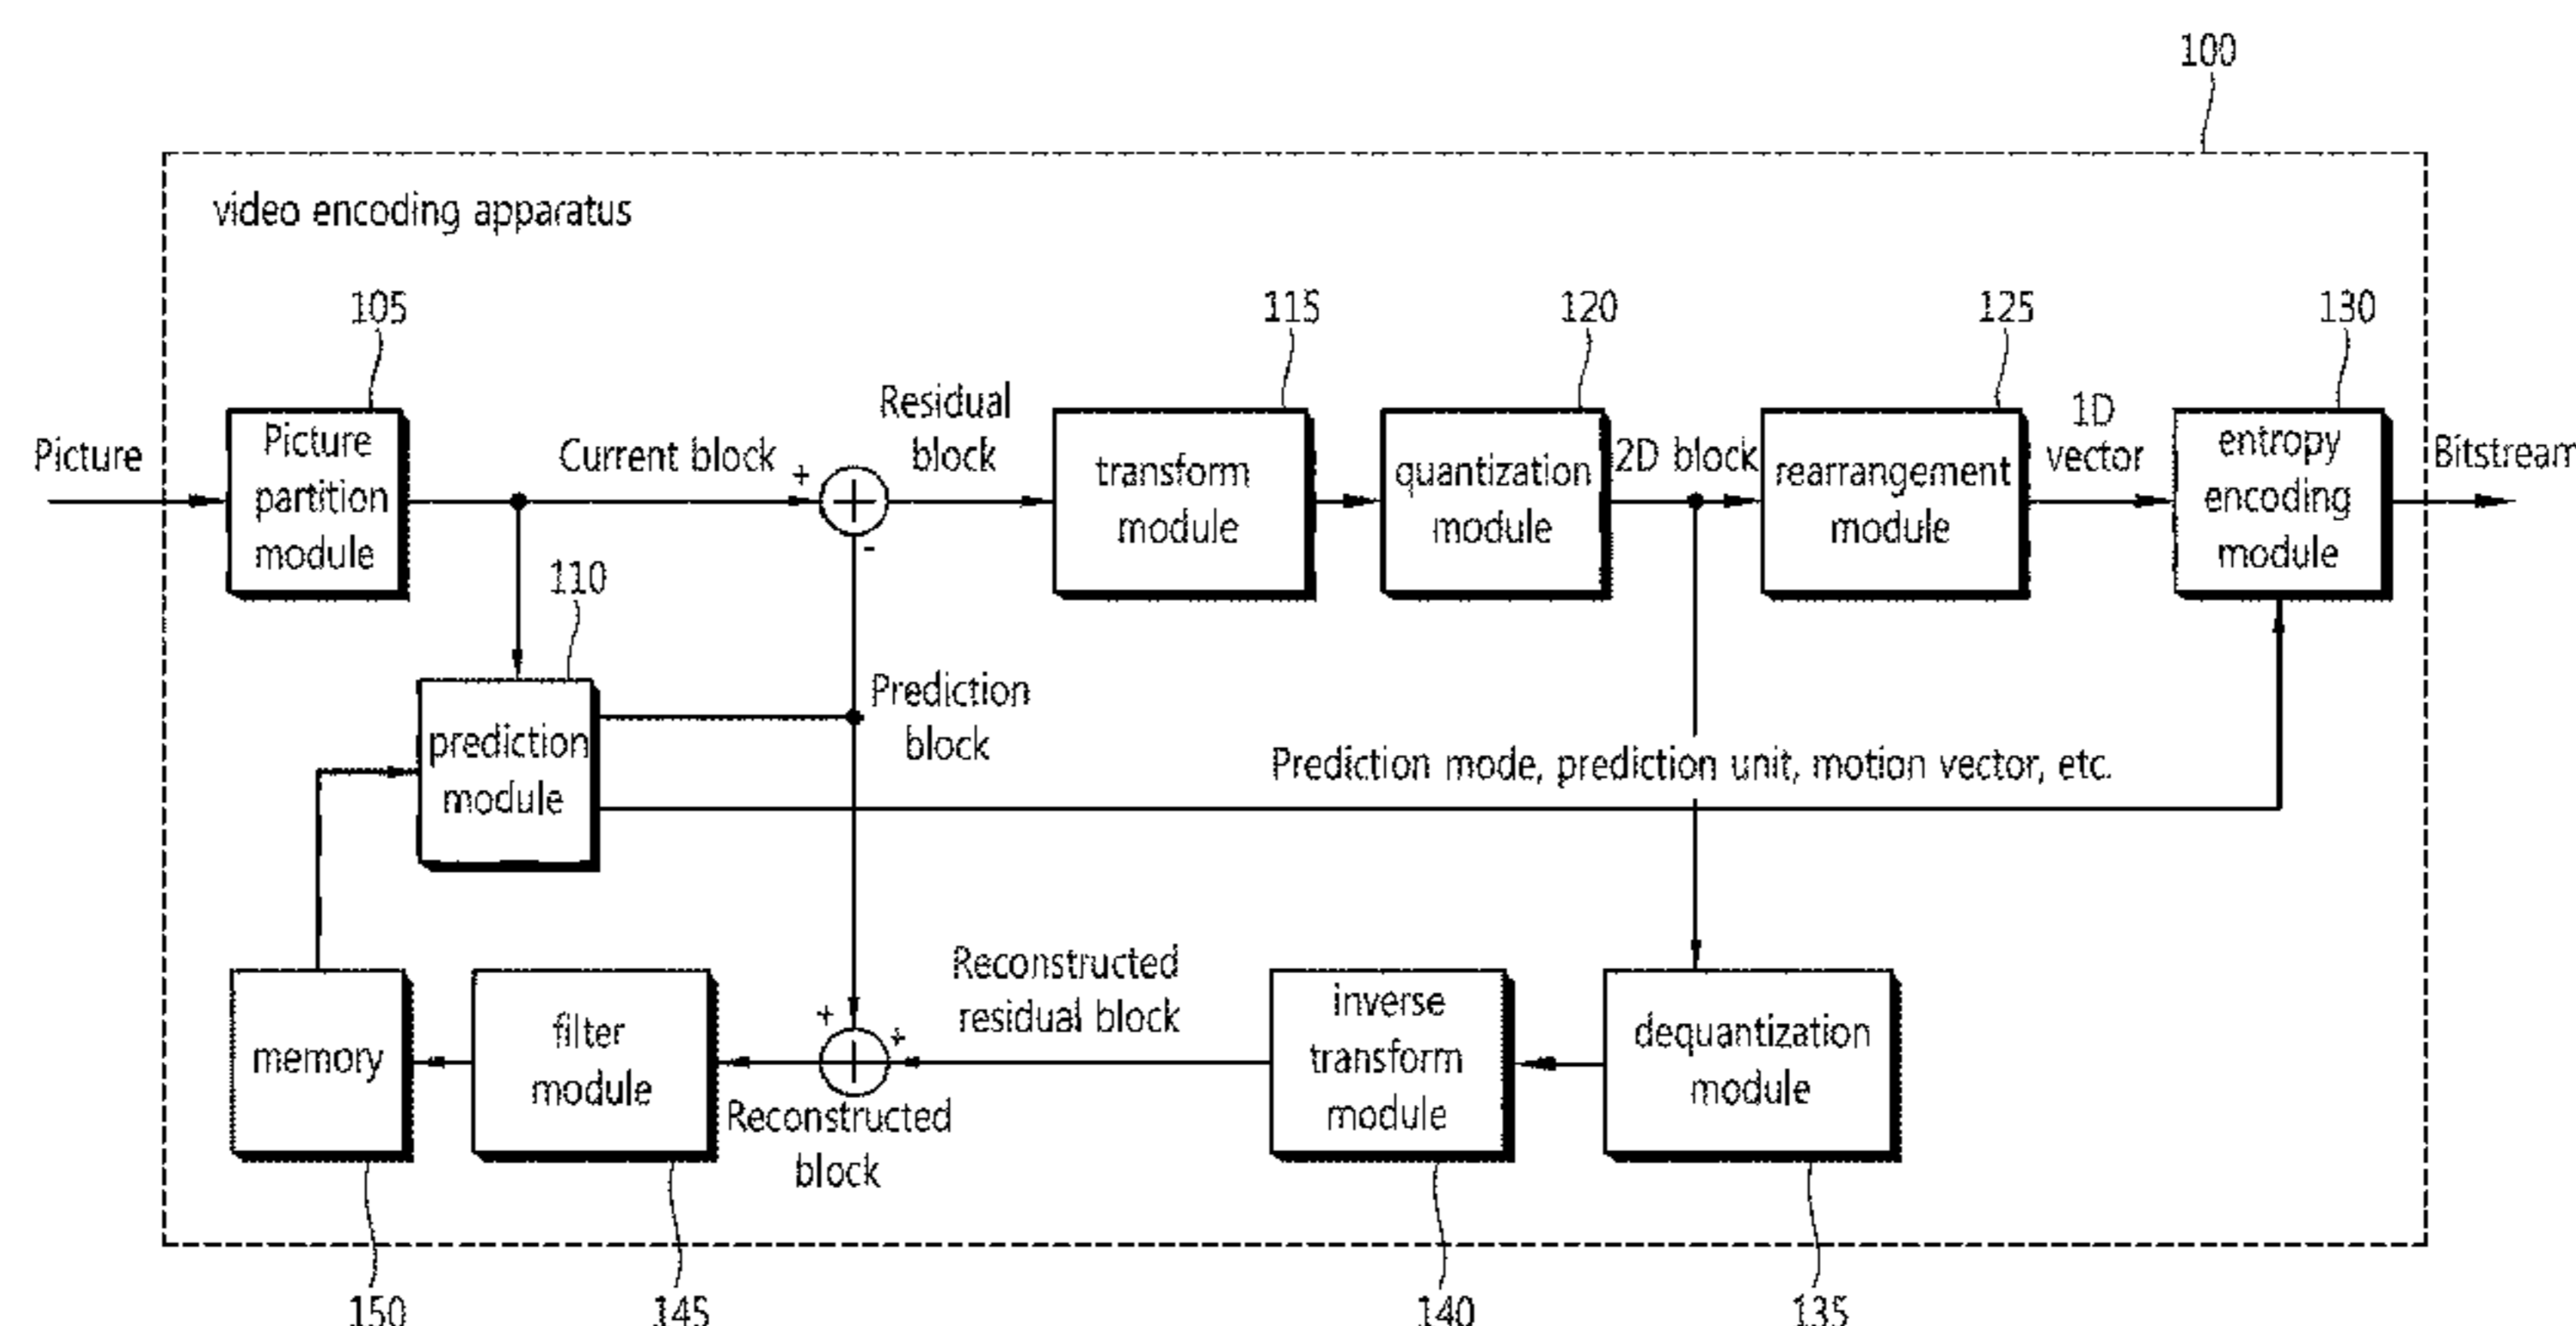 100
video encoding apparatus
105
115
120
125
130
Picture
Picture
partition
module
Current block
+
Residual
block
-
transform
module
quantization
module
2D block
rearrangement
module
1D
vector
entropy
encoding
module
Bitstream
110
prediction
module
Prediction
block
Prediction mode, prediction unit, motion vector, etc.
memory
filter
module
+
+
Reconstructed
block
Reconstructed
residual block
inverse
transform
module
dequantization
module
150
145
140
135